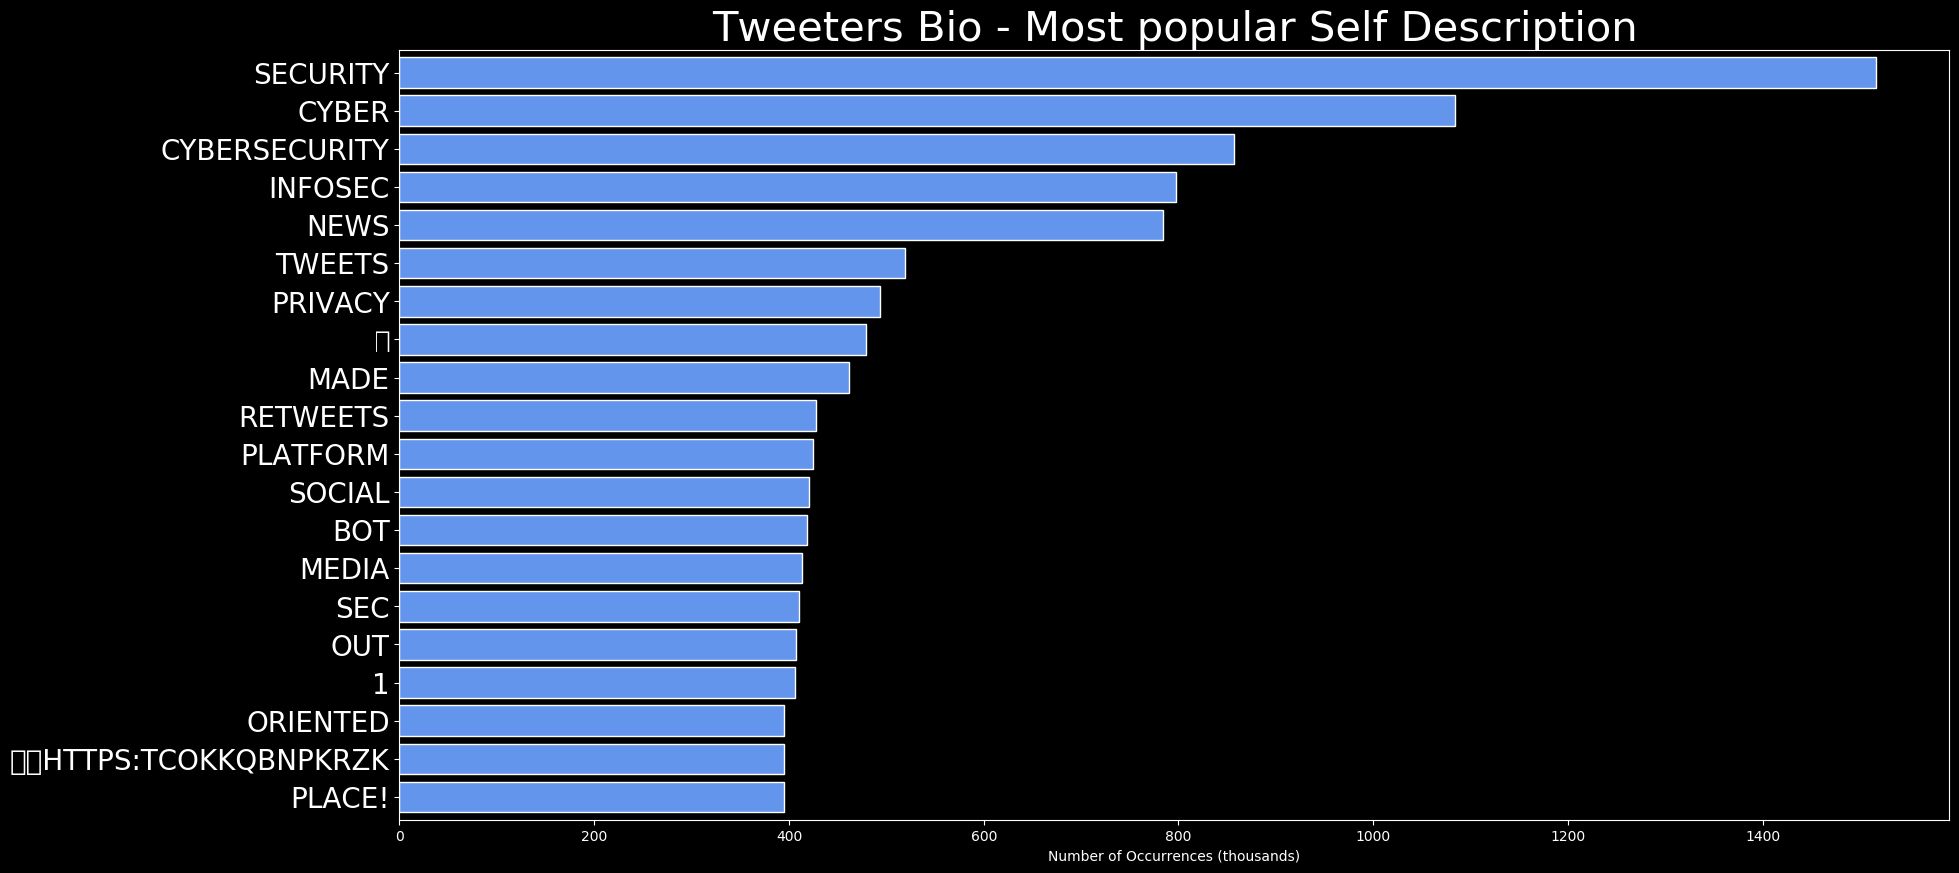 Tweeters Bio - Most popular Self Description
SECURITY
CYBER
CYBERSECURITY
INFOSEC
NEWS
TWEETS
PRIVACY
MADE
RETWEETS
PLATFORM
SOCIAL
BOT
MEDIA
SEC
OUT
1
ORIENTED
HTTPS:TCOKKQBNPKRZK
PLACE!
0 200 400 600 800 1000 1200 1400
Number of Occurrences (thousands)